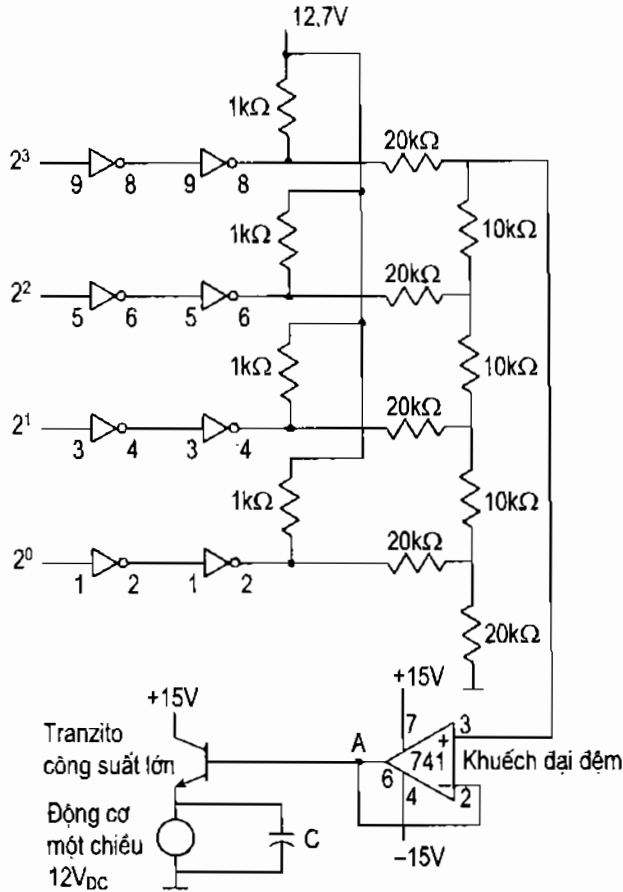 12,7V
1kΩ
20kΩ
2³
9 8 9 8
10kΩ
1kΩ
20kΩ
2²
5 6 5 6
10kΩ
1kΩ
20kΩ
2¹
3 4 3 4
10kΩ
1kΩ
20kΩ
2⁰
1 2 1 2
20kΩ
+15V
+15V
7 3
Tranzito
công suất lớn
A
+
741
6
Khuếch đại đệm
–
4 2
Động cơ
một chiều
12V_DC
C
–15V